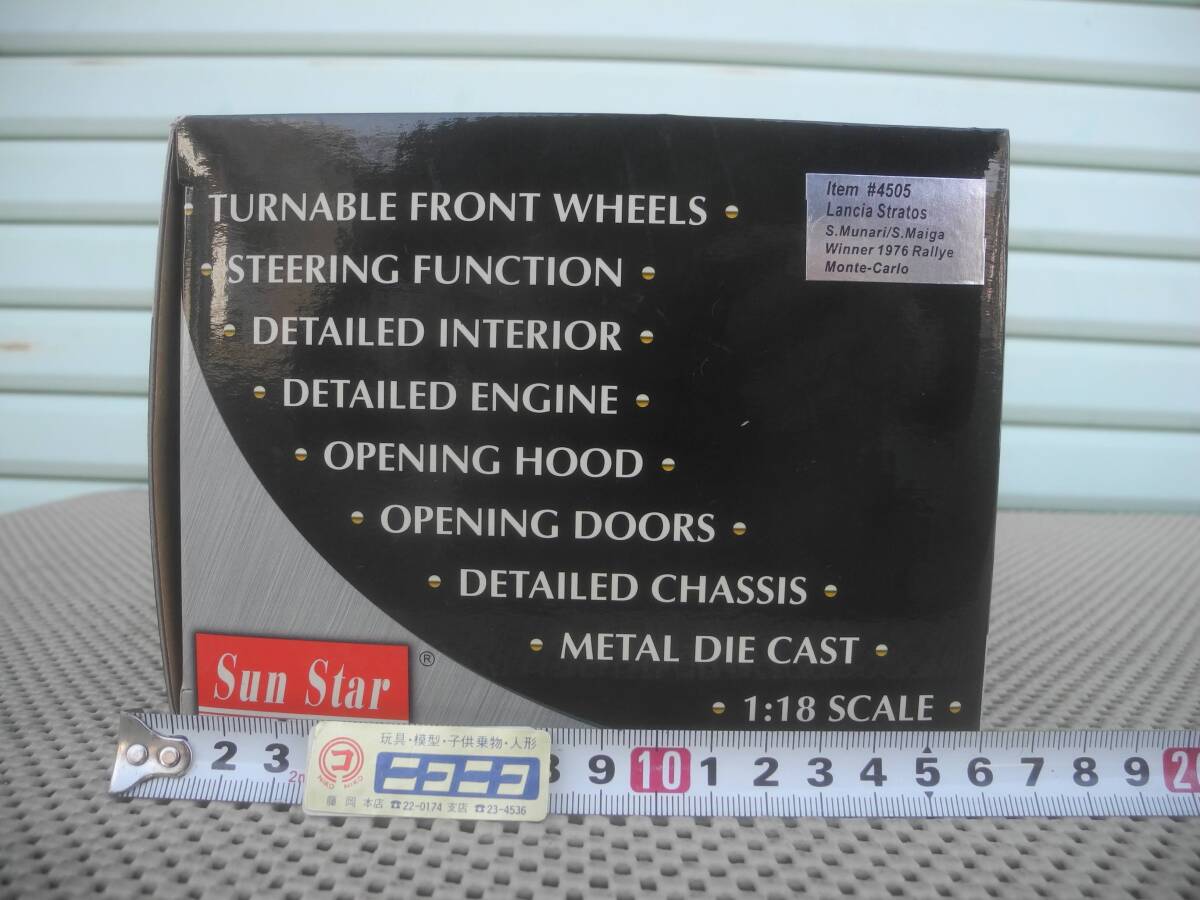 TURNABLE FRONT WHEELS
STEERING FUNCTION
DETAILED INTERIOR
DETAILED ENGINE
OPENING HOOD
OPENING DOORS
DETAILED CHASSIS
METAL DIE CAST
1:18 SCALE
Item #4505
Lancia Stratos
S.Munari/S.Maiga
Winner 1976 Rallye
Monte-Carlo
Sun Star ®
2 3 8 9 10 1 2 3 4 5 6 7 8 9 20
玩具・模型・子供乗物・人形
コ
NIKO NIKO
ニコニコ
藤岡 本店 ☎22-0174 支店 ☎23-4536